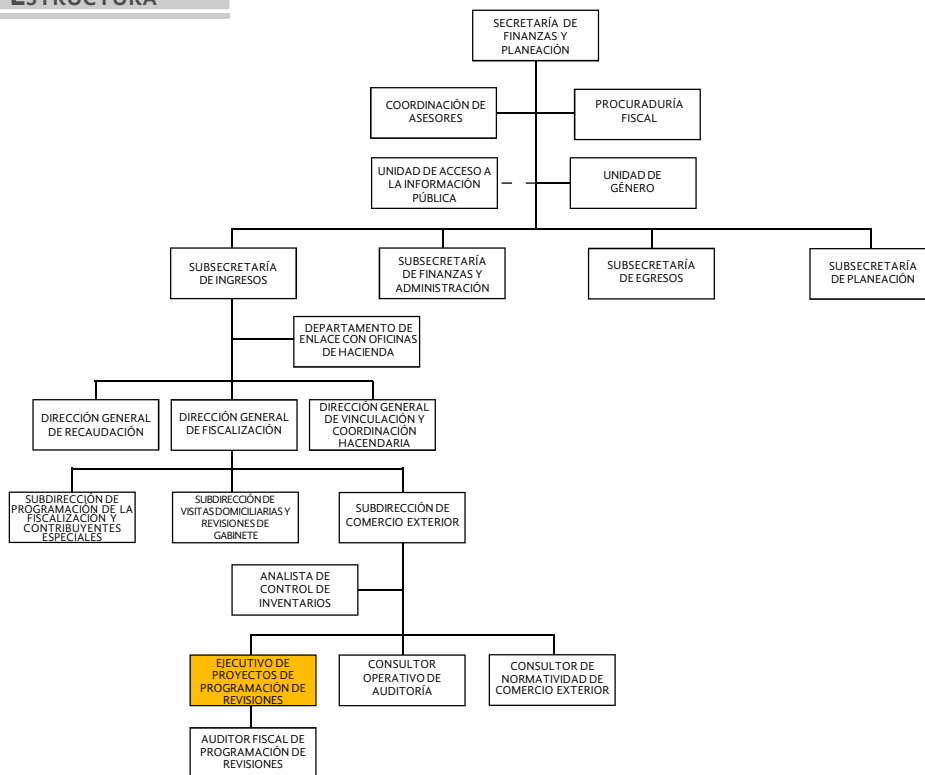 ESTRUCTURA
SECRETARÍA DE
FINANZAS Y
PLANEACIÓN
COORDINACIÓN DE
ASESORES
PROCURADURÍA
FISCAL
UNIDAD DE ACCESO A
LA INFORMACIÓN
PÚBLICA
UNIDAD DE
GÉNERO
SUBSECRETARÍA
DE INGRESOS
SUBSECRETARÍA
DE FINANZAS Y
ADMINISTRACIÓN
SUBSECRETARÍA
DE EGRESOS
SUBSECRETARÍA
DE PLANEACIÓN
DEPARTAMENTO DE
ENLACE CON OFICINAS
DE HACIENDA
DIRECCIÓN GENERAL
DE RECAUDACIÓN
DIRECCIÓN GENERAL
DE FISCALIZACIÓN
DIRECCIÓN GENERAL
DE VINCULACIÓN Y
COORDINACIÓN
HACENDARIA
SUBDIRECCIÓN DE
PROGRAMACIÓN DE LA
FISCALIZACIÓN Y
CONTRIBUYENTES
ESPECIALES
SUBDIRECCIÓN DE
VISITAS DOMICILIARIAS Y
REVISIONES DE
GABINETE
SUBDIRECCIÓN DE
COMERCIO EXTERIOR
ANALISTA DE
CONTROL DE
INVENTARIOS
EJECUTIVO DE
PROYECTOS DE
PROGRAMACIÓN DE
REVISIONES
CONSULTOR
OPERATIVO DE
AUDITORÍA
CONSULTOR DE
NORMATIVIDAD DE
COMERCIO EXTERIOR
AUDITOR FISCAL DE
PROGRAMACIÓN DE
REVISIONES